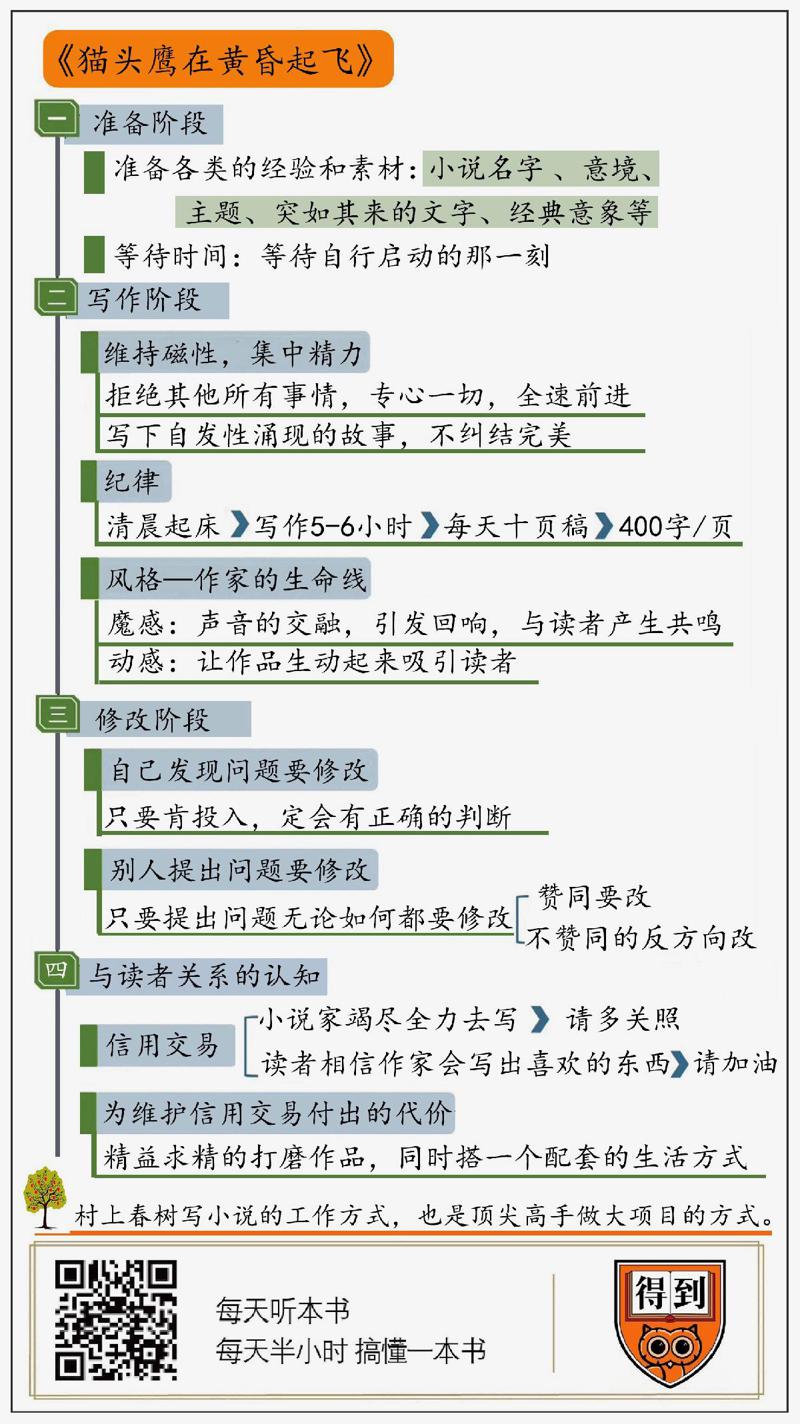 《猫头鹰在黄昏起飞》
一 准备阶段
准备各类的经验和素材：小说名字、意境、
主题、突如其来的文字、经典意象等
等待时间：等待自行启动的那一刻
二 写作阶段
维持磁性，集中精力
拒绝其他所有事情，专心一切，全速前进
写下自发性涌现的故事，不纠结完美
纪律
清晨起床 写作5-6小时 每天十页稿 400字/页
风格—作家的生命线
魔感：声音的交融，引发回响，与读者产生共鸣
动感：让作品生动起来吸引读者
三 修改阶段
自己发现问题要修改
只要肯投入，定会有正确的判断
别人提出问题要修改
只要提出问题无论如何都要修改
赞同要改
不赞同的反方向改
四 与读者关系的认知
信用交易
小说家竭尽全力去写 请多关照
读者相信作家会写出喜欢的东西 请加油
为维护信用交易付出的代价
精益求精的打磨作品，同时搭一个配套的生活方式
村上春树写小说的工作方式，也是顶尖高手做大项目的方式。
每天听本书
每天半小时 搞懂一本书
得到